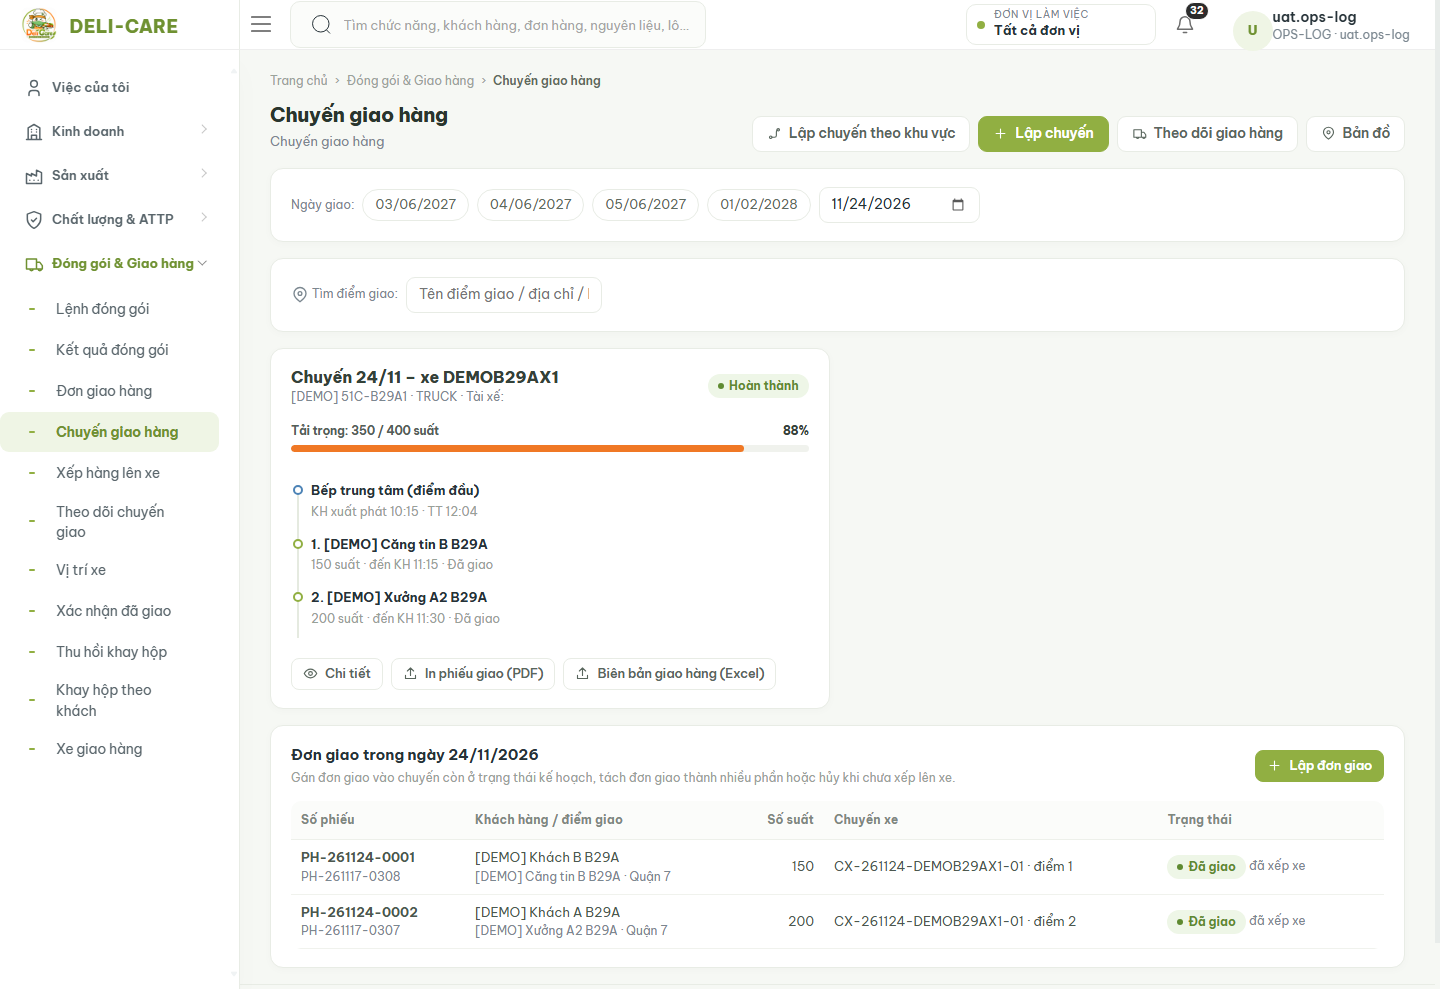 DELI-CARE
Tìm chức năng, khách hàng, đơn hàng, nguyên liệu, lô...
ĐƠN VỊ LÀM VIỆC
Tất cả đơn vị
32
U
uat.ops-log
OPS-LOG · uat.ops-log
Việc của tôi
Kinh doanh
Sản xuất
Chất lượng & ATTP
Đóng gói & Giao hàng
- Lệnh đóng gói
- Kết quả đóng gói
- Đơn giao hàng
- Chuyến giao hàng
- Xếp hàng lên xe
- Theo dõi chuyến
giao
- Vị trí xe
- Xác nhận đã giao
- Thu hồi khay hộp
- Khay hộp theo
khách
- Xe giao hàng
Trang chủ › Đóng gói & Giao hàng › Chuyến giao hàng
Chuyến giao hàng
Chuyến giao hàng
Lập chuyến theo khu vực
+ Lập chuyến
Theo dõi giao hàng
Bản đồ
Ngày giao: 03/06/2027 04/06/2027 05/06/2027 01/02/2028 11/24/2026
Tìm điểm giao: Tên điểm giao / địa chỉ /
Chuyến 24/11 – xe DEMOB29AX1
[DEMO] 51C-B29A1 · TRUCK · Tài xế:
Hoàn thành
Tải trọng: 350 / 400 suất 88%
Bếp trung tâm (điểm đầu)
KH xuất phát 10:15 · TT 12:04
1. [DEMO] Căng tin B B29A
150 suất · đến KH 11:15 · Đã giao
2. [DEMO] Xưởng A2 B29A
200 suất · đến KH 11:30 · Đã giao
Chi tiết
In phiếu giao (PDF)
Biên bản giao hàng (Excel)
Đơn giao trong ngày 24/11/2026
Gán đơn giao vào chuyến còn ở trạng thái kế hoạch, tách đơn giao thành nhiều phần hoặc hủy khi chưa xếp lên xe.
+ Lập đơn giao
Số phiếu Khách hàng / điểm giao Số suất Chuyến xe Trạng thái
PH-261124-0001 [DEMO] Khách B B29A 150 CX-261124-DEMOB29AX1-01 · điểm 1 Đã giao đã xếp xe
PH-261117-0308 [DEMO] Căng tin B B29A · Quận 7
PH-261124-0002 [DEMO] Khách A B29A 200 CX-261124-DEMOB29AX1-01 · điểm 2 Đã giao đã xếp xe
PH-261117-0307 [DEMO] Xưởng A2 B29A · Quận 7